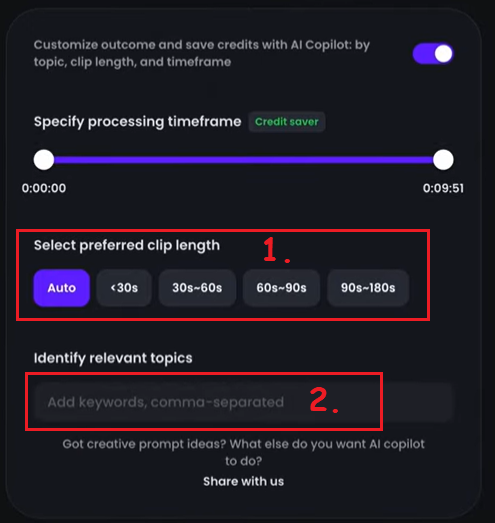 Customize outcome and save credits with AI Copilot: by
topic, clip length, and timeframe
Specify processing timeframe Credit saver
0:00:00 0:09:51
Select preferred clip length 1.
Auto <30s 30s~60s 60s~90s 90s~180s
Identify relevant topics
Add keywords, comma-separated 2.
Got creative prompt ideas? What else do you want AI copilot
to do?
Share with us